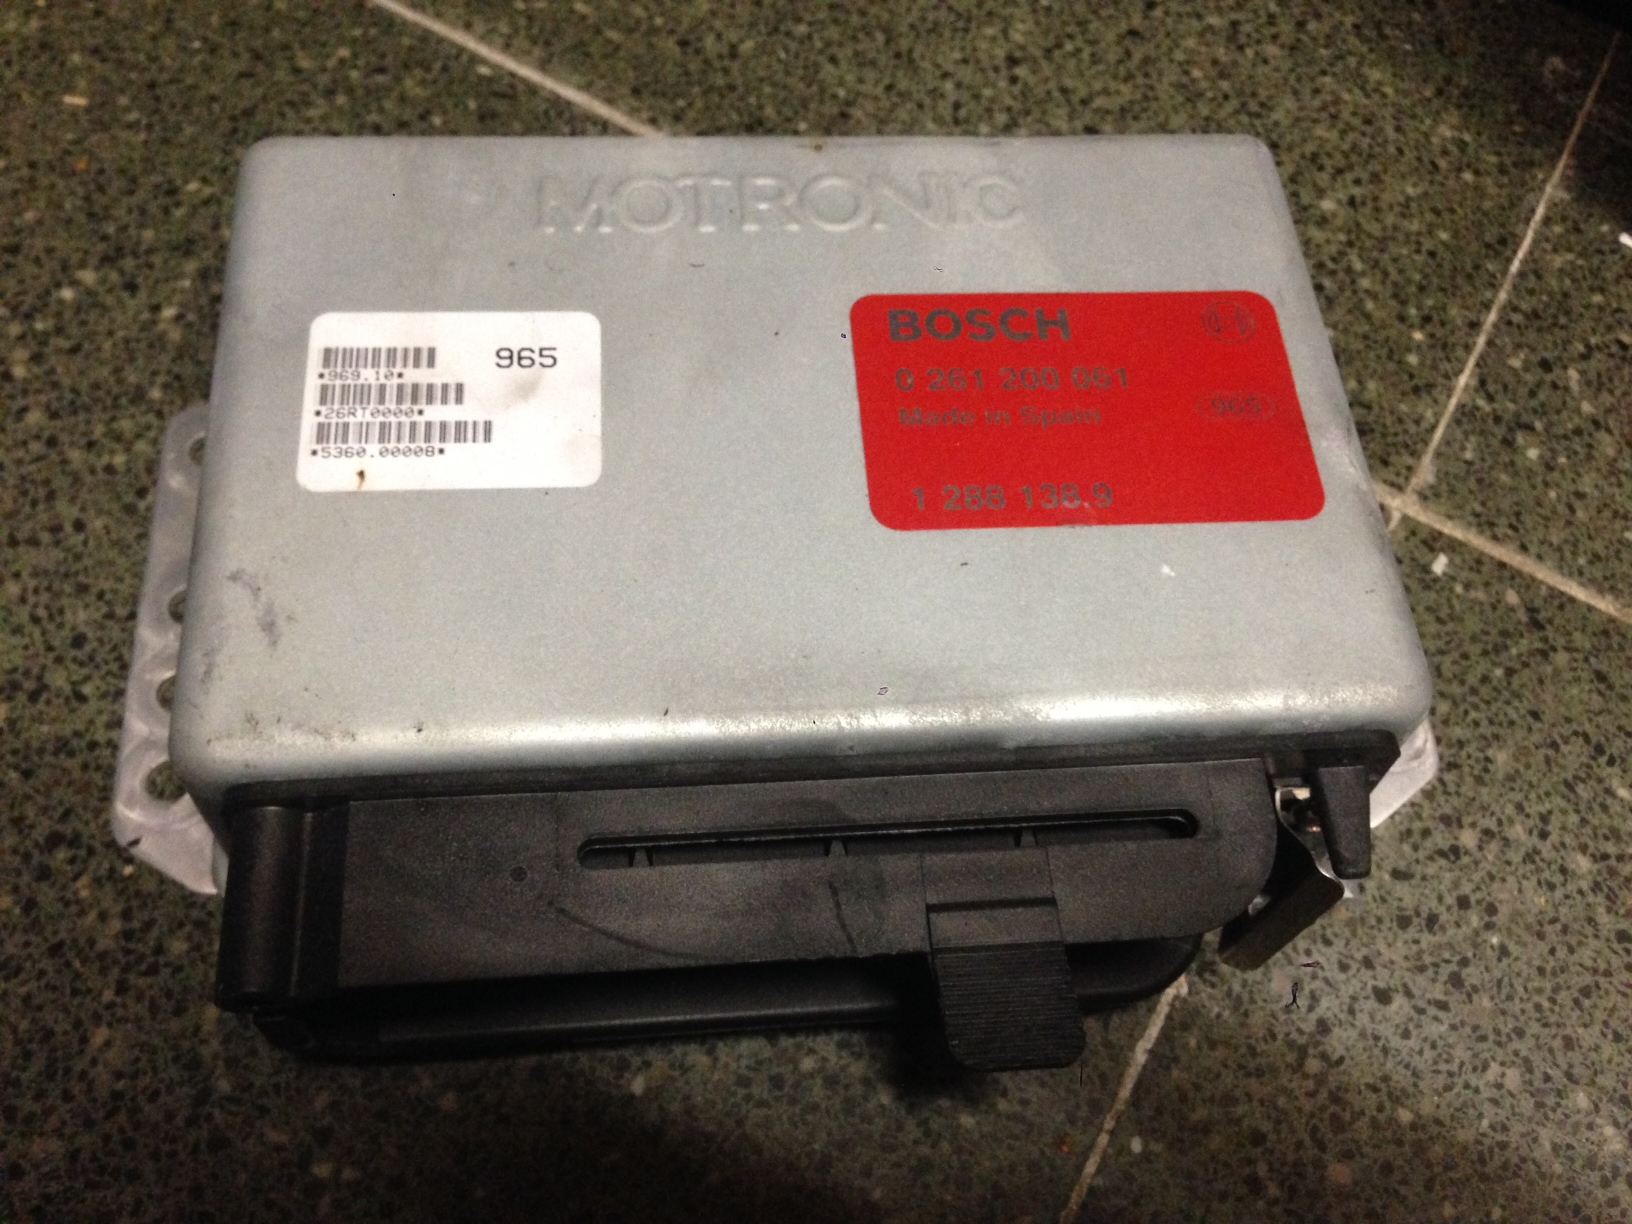 MOTRONIC
965
*969.10*
*26RT0000*
*5360.00008*
BOSCH
0 261 200 061
Made in Spain
965
1 288 138.9